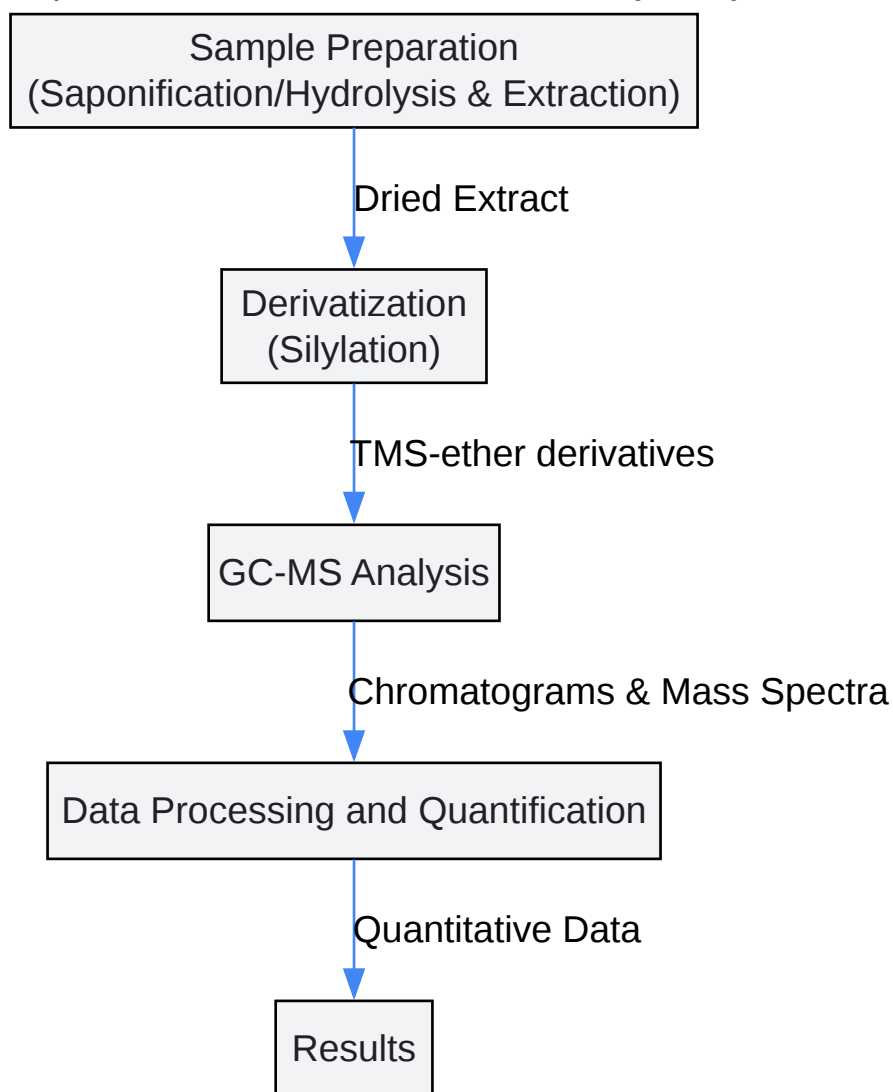 Sample Preparation
(Saponification/Hydrolysis & Extraction)
Dried Extract
Derivatization
(Silylation)
TMS-ether derivatives
GC-MS Analysis
Chromatograms & Mass Spectra
Data Processing and Quantification
Quantitative Data
Results